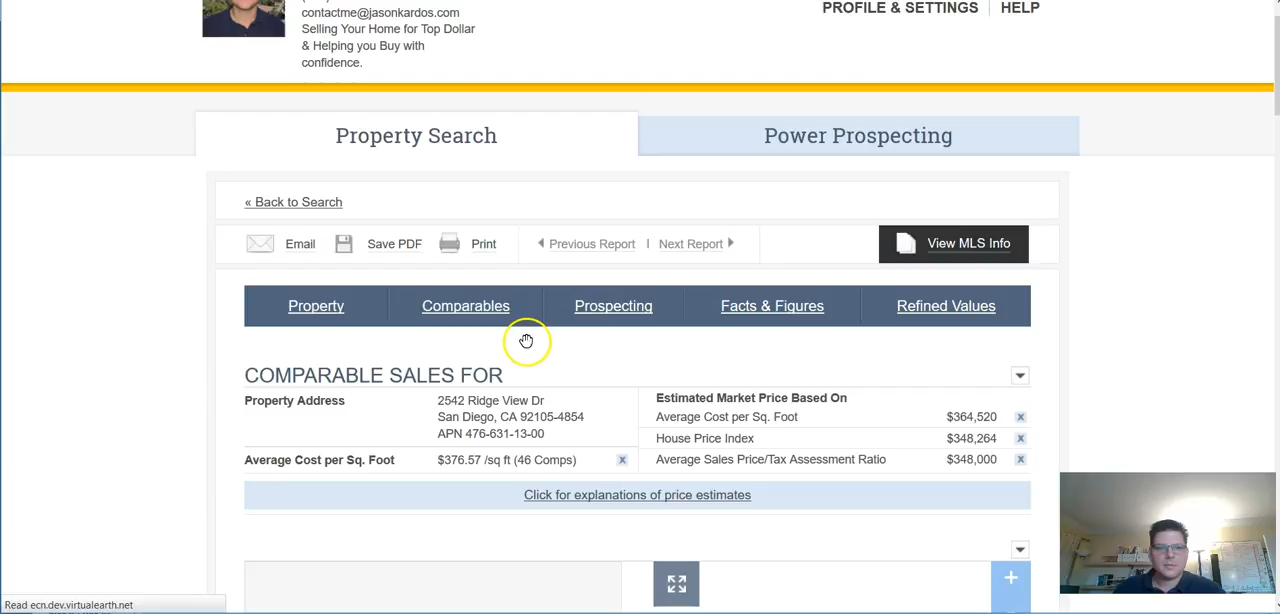 contactme@jasonkardos.com
Selling Your Home for Top Dollar
& Helping you Buy with
confidence.
PROFILE & SETTINGS
HELP
Property Search
Power Prospecting
« Back to Search
Email
Save PDF
Print
Previous Report | Next Report
View MLS Info
Property
Comparables
Prospecting
Facts & Figures
Refined Values
COMPARABLE SALES FOR
Property Address
2542 Ridge View Dr
San Diego, CA 92105-4854
APN 476-631-13-00
Average Cost per Sq. Foot
$376.57 /sq ft (46 Comps)
x
Estimated Market Price Based On
Average Cost per Sq. Foot $364,520 x
House Price Index $348,264 x
Average Sales Price/Tax Assessment Ratio $348,000 x
Click for explanations of price estimates
+
Read ecn.dev.virtualearth.net